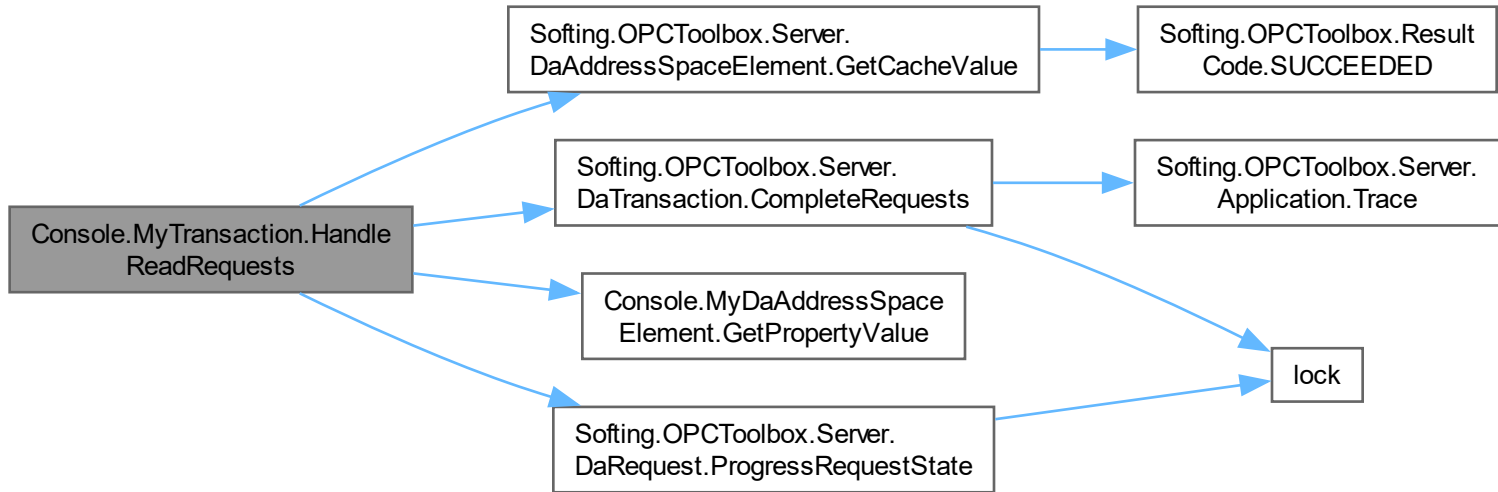 Softing.OPCToolbox.Server.
DaAddressSpaceElement.GetCacheValue
Softing.OPCToolbox.Result
Code.SUCCEEDED
Softing.OPCToolbox.Server.
DaTransaction.CompleteRequests
Softing.OPCToolbox.Server.
Application.Trace
Console.MyTransaction.Handle
ReadRequests
Console.MyDaAddressSpace
Element.GetPropertyValue
lock
Softing.OPCToolbox.Server.
DaRequest.ProgressRequestState